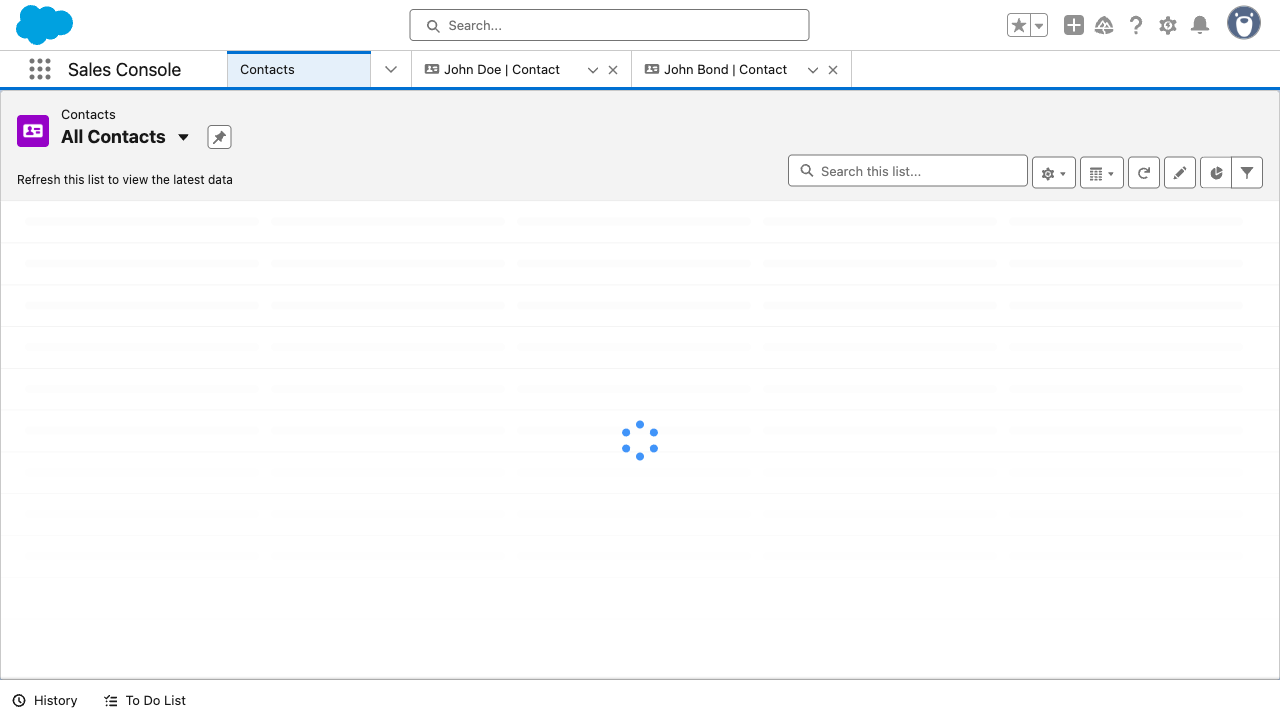 Search...
Sales Console
Contacts
John Doe | Contact
John Bond | Contact
Contacts
All Contacts
Search this list...
Refresh this list to view the latest data
History
To Do List